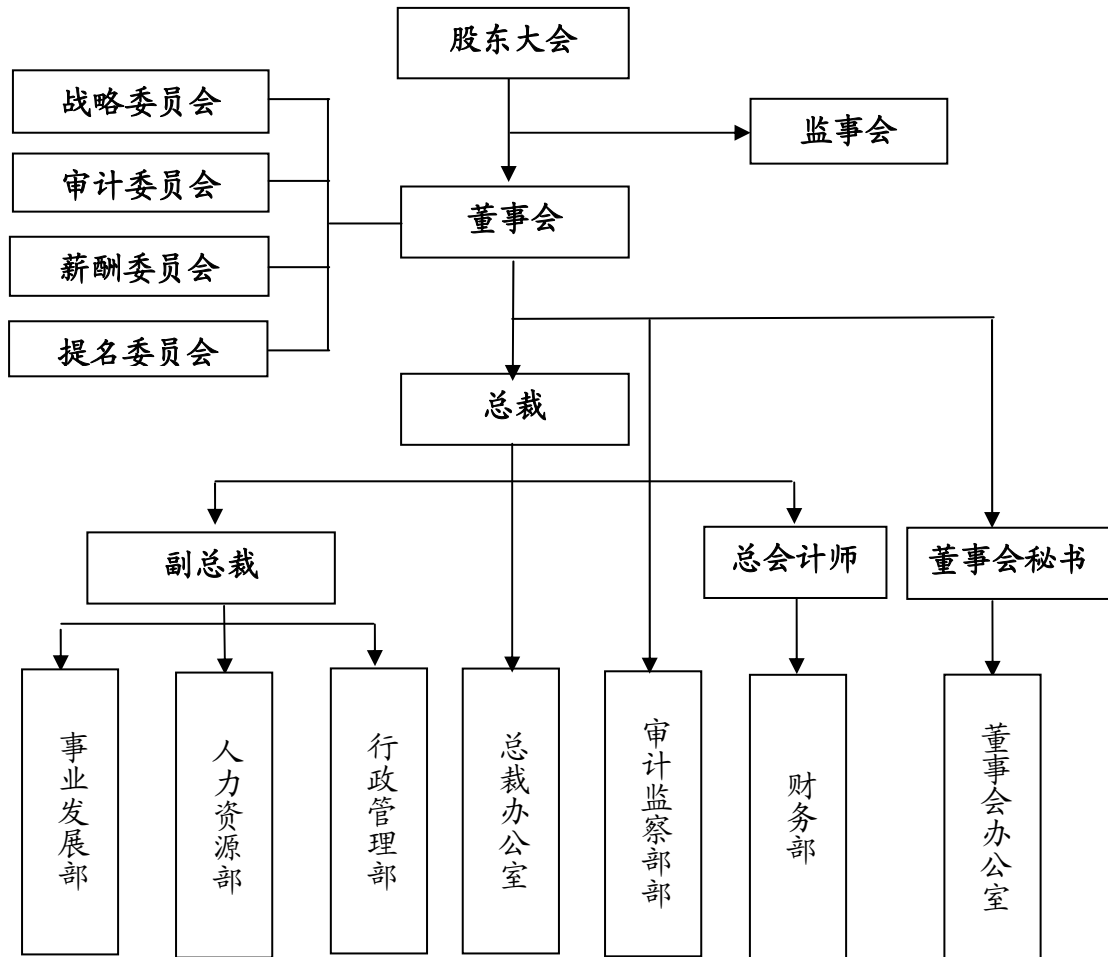 股东大会
战略委员会
监事会
审计委员会
董事会
薪酬委员会
提名委员会
总裁
副总裁
总会计师
董事会秘书
事业发展部
人力资源部
行政管理部
总裁办公室
审计监察部部
财务部
董事会办公室